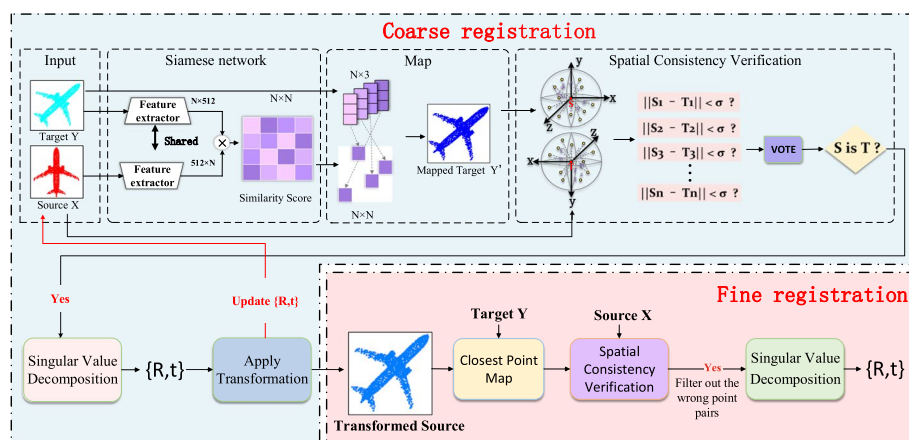 Coarse registration
Input
Siamese network
Map
Spatial Consistency Verification
Target Y
Feature
extractor
N×512
Shared
Feature
extractor
512×N
Source X
×
N×N
Similarity Score
N×3
N×N
Mapped Target Y'
y
x
z
z
x
y
||S1 - T1|| < σ ?
||S2 - T2|| < σ ?
||S3 - T3|| < σ ?
||Sn - Tn|| < σ ?
VOTE
S is T ?
Yes
Update {R,t}
Singular Value
Decomposition
{R,t}
Apply
Transformation
Fine registration
Transformed Source
Target Y
Closest Point
Map
Source X
Spatial
Consistency
Verification
Yes
Filter out the
wrong point
pairs
Singular Value
Decomposition
{R,t}